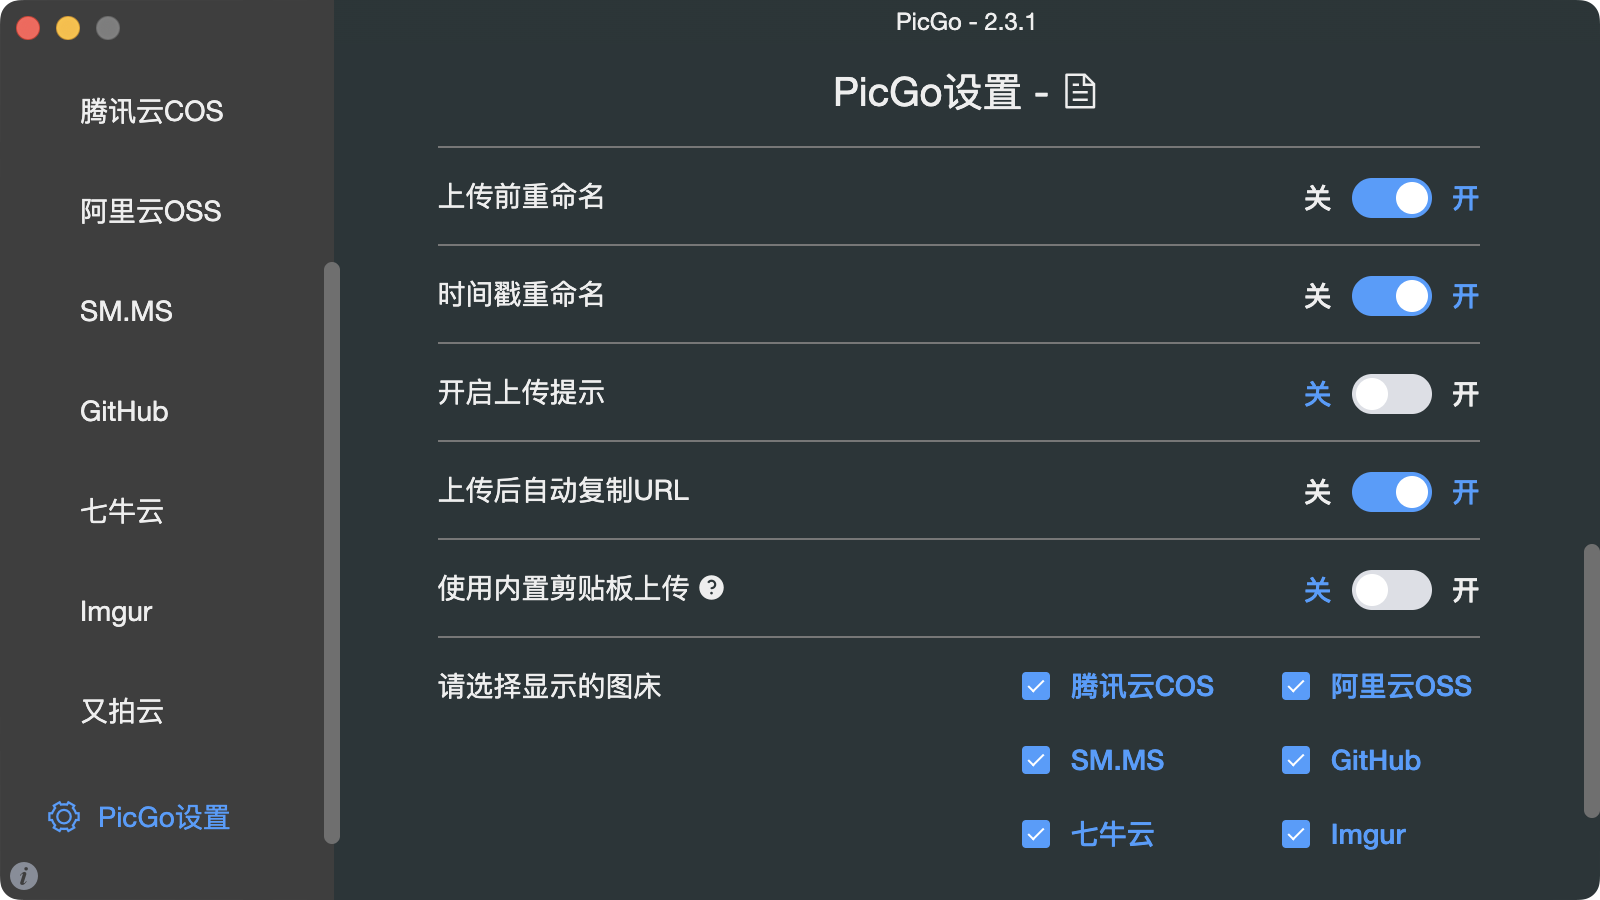 PicGo - 2.3.1
腾讯云COS
阿里云OSS
SM.MS
GitHub
七牛云
Imgur
又拍云
PicGo设置
PicGo设置 -
上传前重命名 关 开
时间戳重命名 关 开
开启上传提示 关 开
上传后自动复制URL 关 开
使用内置剪贴板上传 ? 关 开
请选择显示的图床 腾讯云COS 阿里云OSS
SM.MS GitHub
七牛云 Imgur